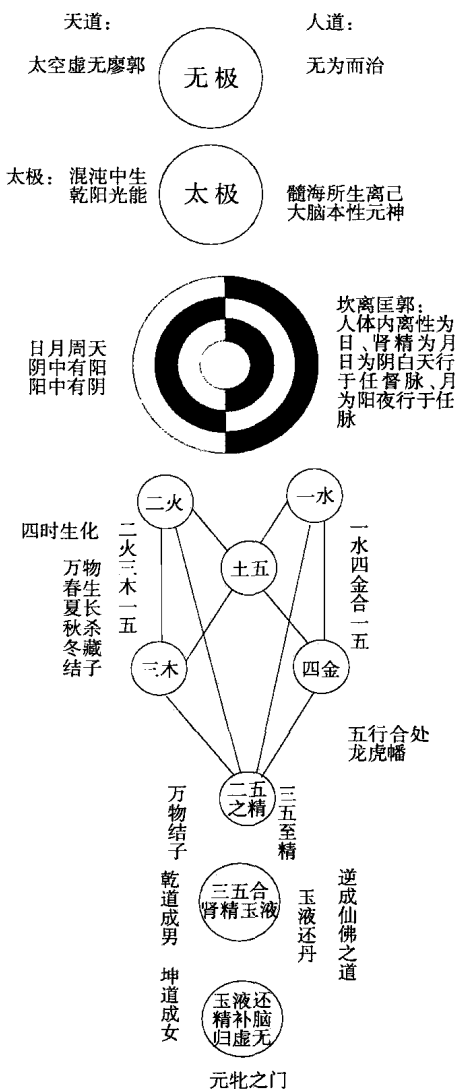 天道：
人道：
太空虚无廖郭
无极
无为而治
太极：混沌中生
乾阳光能
太极
髓海所生离己
大脑本性元神
日月周天
阴中有阳
阳中有阴
坎离匡郭：
人体内离性为
日、肾精为月
日为阴白天行
于任督脉、月
为阳夜行于任
脉
二火
一水
土五
三木
四金
四时生化
万物
春生
夏长
秋杀
冬藏
结子
二火三木一五
一水四金合一五
五行合处
龙虎幡
二五
之精
万物结子
三五至精
三五合
肾精玉液
乾道成男
玉液还丹
逆成仙佛之道
玉液还
精补脑
归虚无
坤道成女
元牝之门